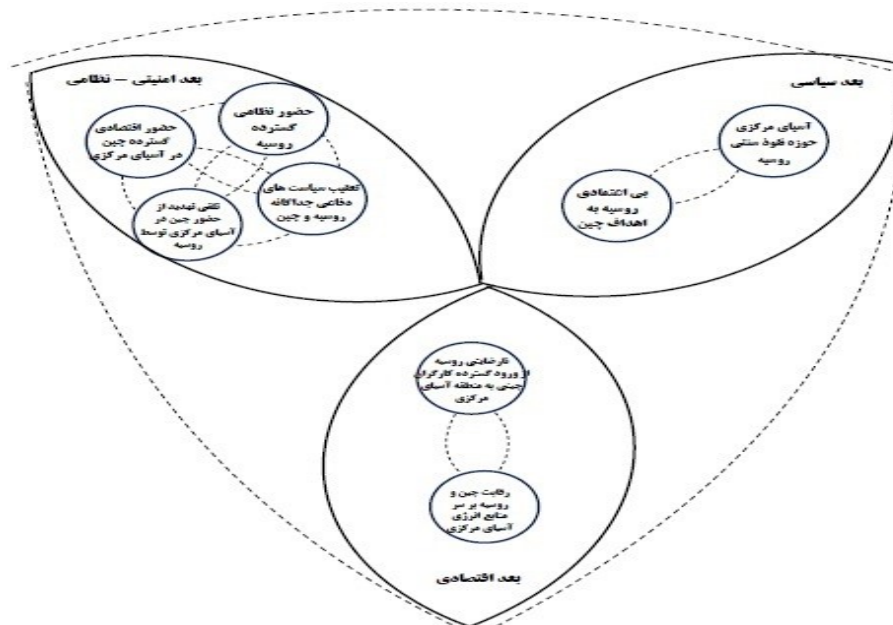 بعد سیاسی
آسیای مرکزی
حوزه نفوذ سنتی
روسیه
بی اعتمادی
روسیه به
اهداف چین
بعد امنیتی – نظامی
حضور نظامی
گسترده
روسیه
حضور اقتصادی
گسترده چین
در آسیای مرکزی
تعقیب سیاست های
دفاعی جداگانه
روسیه و چین
تلقی تهدید از
حضور چین در
آسیای مرکزی توسط
روسیه
نارضایتی روسیه
از ورود گسترده کارگران
چینی به منطقه آسیای
مرکزی
رقابت چین و
روسیه بر سر
منابع انرژی
آسیای مرکزی
بعد اقتصادی